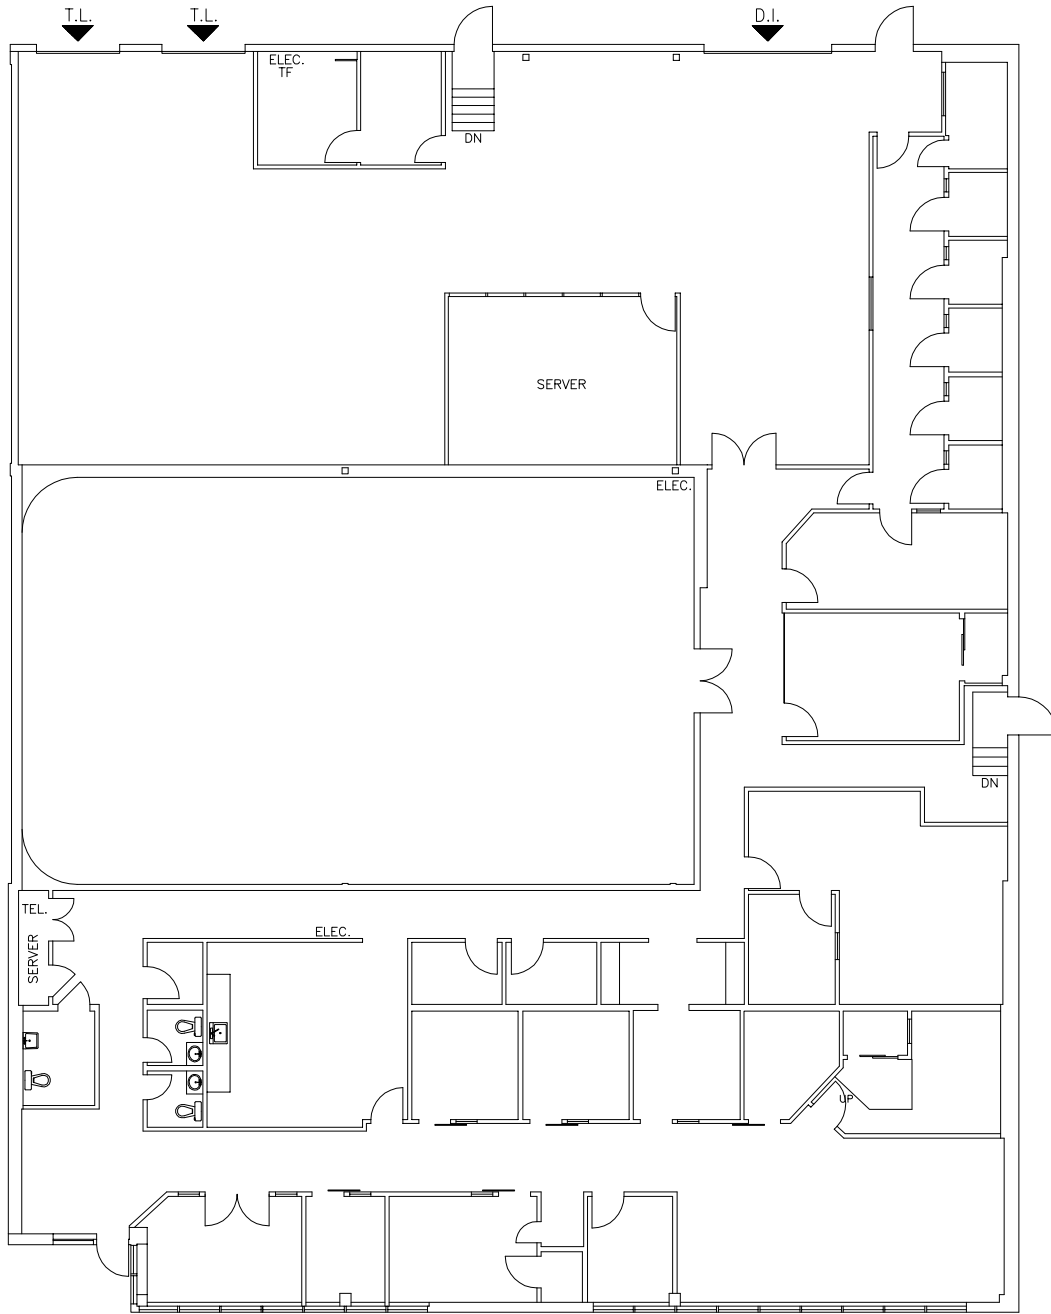 T.L.
T.L.
D.I.
ELEC.
TF
DN
SERVER
ELEC.
DN
TEL.
SERVER
ELEC.
UP